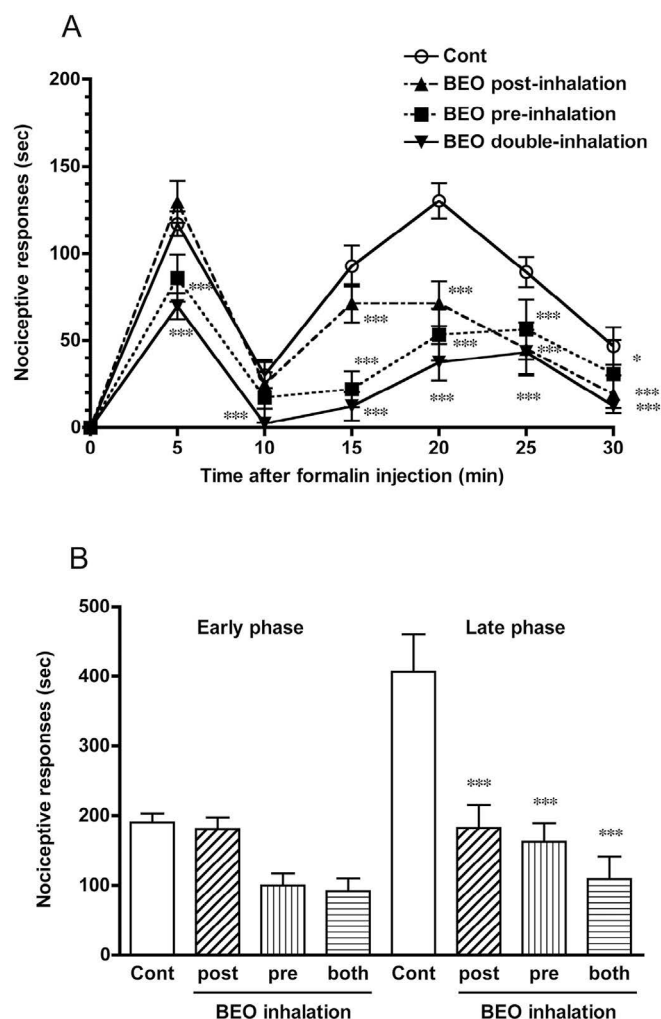 A
Cont
BEO post-inhalation
BEO pre-inhalation
BEO double-inhalation
Nociceptive responses (sec)
200
150
100
50
0
***
***
***
***
***
***
***
***
***
***
***
***
*
***
***
0 5 10 15 20 25 30
Time after formalin injection (min)
B
Nociceptive responses (sec)
500
400
300
200
100
0
Early phase Late phase
***
***
***
Cont post pre both Cont post pre both
BEO inhalation BEO inhalation